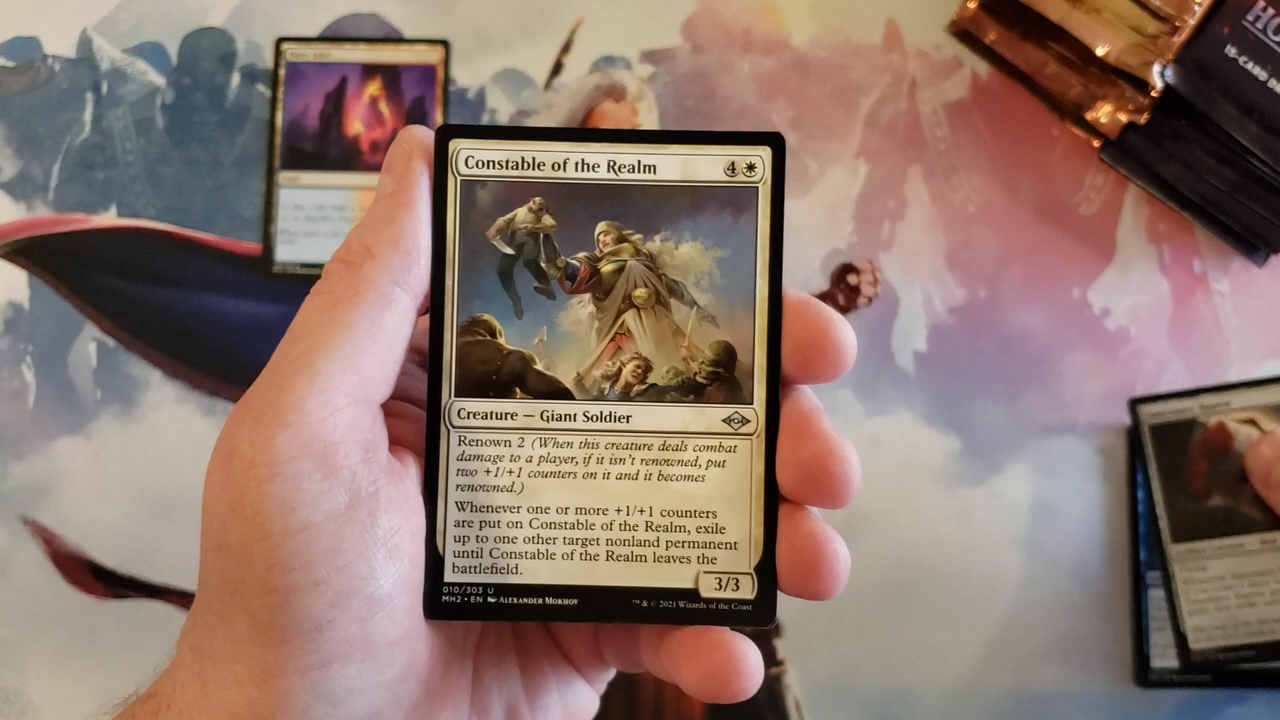 Constable of the Realm 4
Creature — Giant Soldier
Renown 2 (When this creature deals combat
damage to a player, if it isn't renowned, put
two +1/+1 counters on it and it becomes
renowned.)
Whenever one or more +1/+1 counters
are put on Constable of the Realm, exile
up to one other target nonland permanent
until Constable of the Realm leaves the
battlefield.
3/3
010/303 U
MH2 • EN ALEXANDER MOKHOV
™ & © 2021 Wizards of the Coast
15-CARD